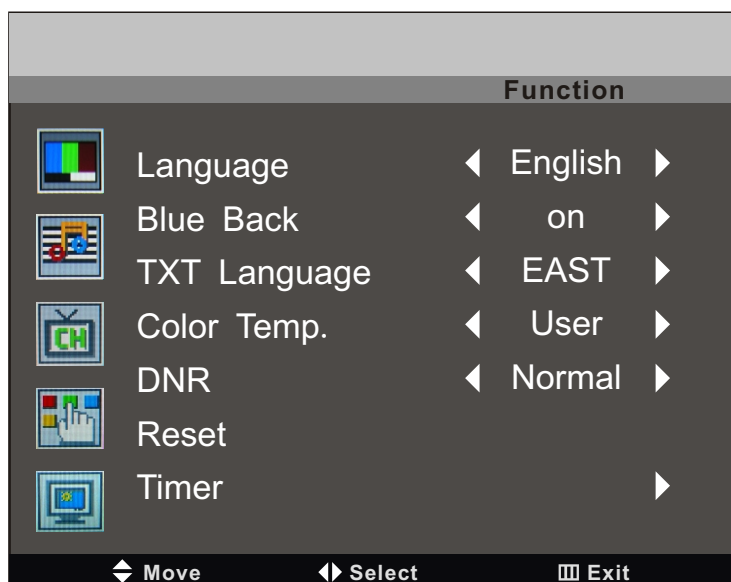 Function
Language English
Blue Back on
TXT Language EAST
Color Temp. User
DNR Normal
CH
Reset
Timer
Move Select Exit